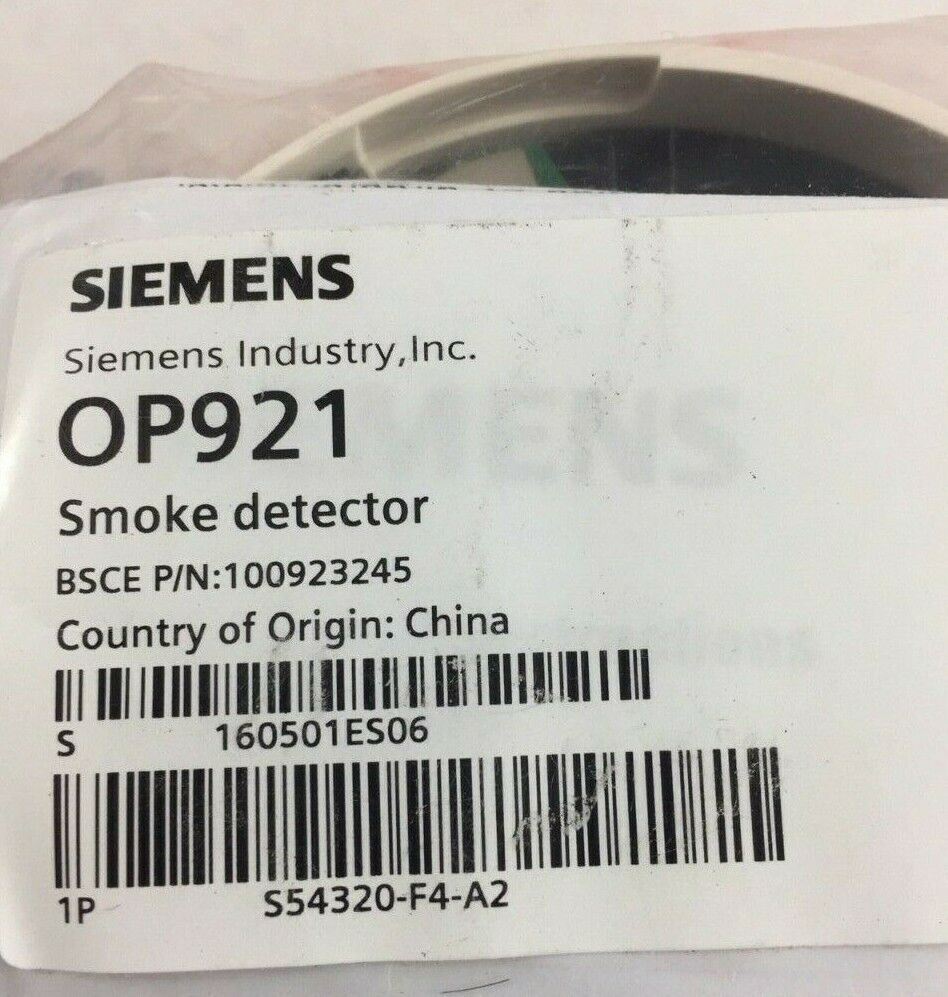 SIEMENS
Siemens Industry,Inc.
OP921
Smoke detector
BSCE P/N:100923245
Country of Origin: China
S 160501ES06
1P S54320-F4-A2